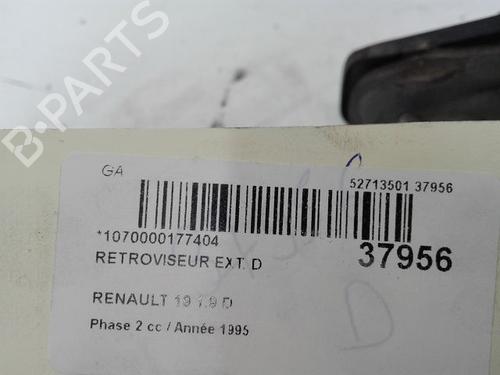 B-PARTS
GA
52713501 37956
*1070000177404
37956
RETROVISEUR EXT. D
RENAULT 19 1.9 D
Phase 2 cc / Année 1995
D